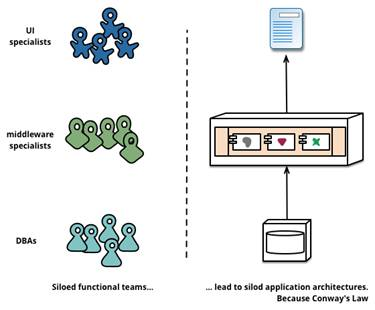 UI
specialists
middleware
specialists
DBAs
Siloed functional teams...
... lead to silod application architectures.
Because Conway's Law